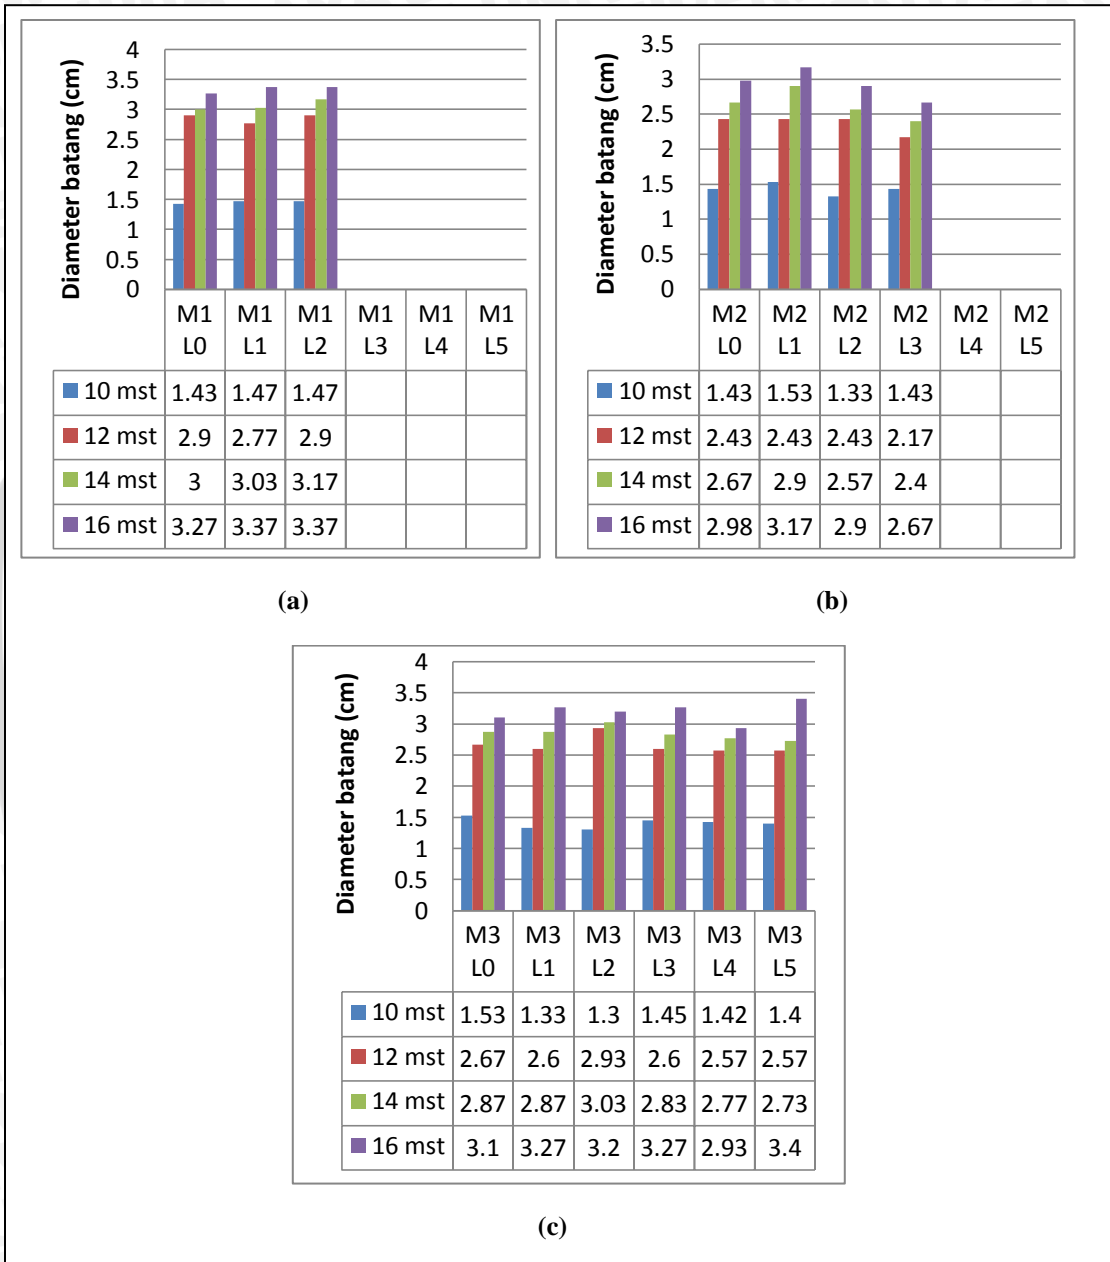 Diameter batang (cm)
4
3.5
3
2.5
2
1.5
1
0.5
0
M1 M1 M1 M1 M1 M1
L0 L1 L2 L3 L4 L5
10 mst 1.43 1.47 1.47
12 mst 2.9 2.77 2.9
14 mst 3 3.03 3.17
16 mst 3.27 3.37 3.37
(a)
Diameter batang (cm)
3.5
3
2.5
2
1.5
1
0.5
0
M2 M2 M2 M2 M2 M2
L0 L1 L2 L3 L4 L5
10 mst 1.43 1.53 1.33 1.43
12 mst 2.43 2.43 2.43 2.17
14 mst 2.67 2.9 2.57 2.4
16 mst 2.98 3.17 2.9 2.67
(b)
Diameter batang (cm)
4
3.5
3
2.5
2
1.5
1
0.5
0
M3 M3 M3 M3 M3 M3
L0 L1 L2 L3 L4 L5
10 mst 1.53 1.33 1.3 1.45 1.42 1.4
12 mst 2.67 2.6 2.93 2.6 2.57 2.57
14 mst 2.87 2.87 3.03 2.83 2.77 2.73
16 mst 3.1 3.27 3.2 3.27 2.93 3.4
(c)